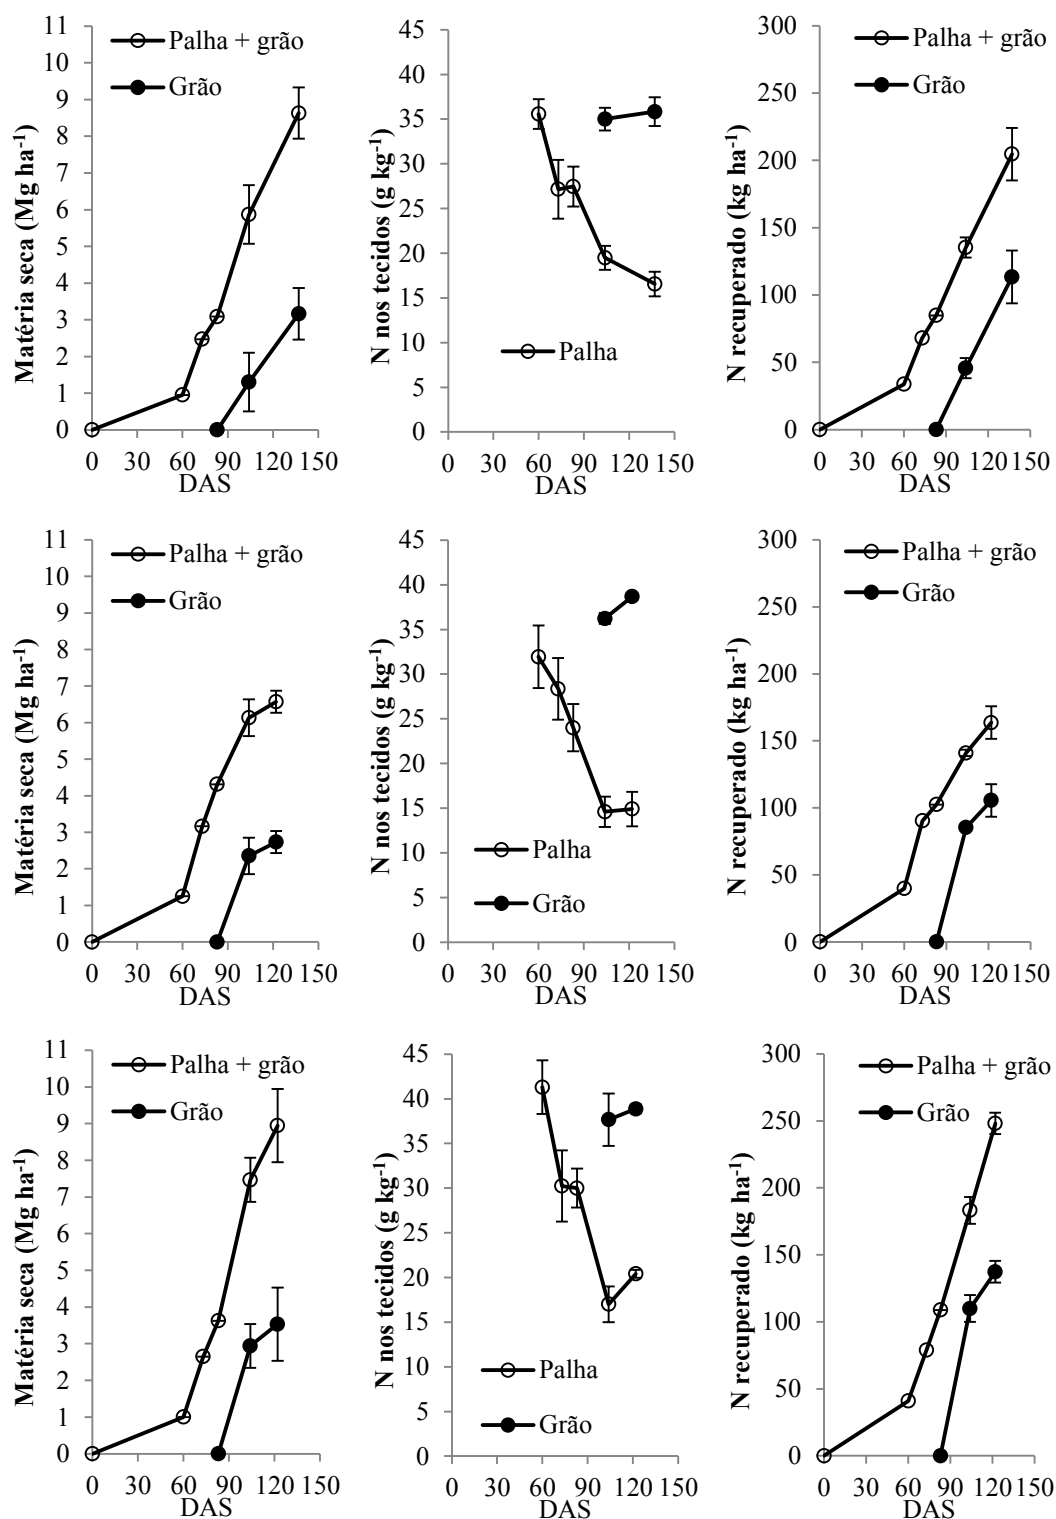 Matéria seca (Mg ha⁻¹)
11
10
9
8
7
6
5
4
3
2
1
0
0 30 60 90 120 150
DAS
Palha + grão
Grão
N nos tecidos (g kg⁻¹)
45
40
35
30
25
20
15
10
5
0
0 30 60 90 120 150
DAS
Palha
N recuperado (kg ha⁻¹)
300
250
200
150
100
50
0
0 30 60 90 120 150
DAS
Palha + grão
Grão
Matéria seca (Mg ha⁻¹)
11
10
9
8
7
6
5
4
3
2
1
0
0 30 60 90 120 150
DAS
Palha + grão
Grão
N nos tecidos (g kg⁻¹)
45
40
35
30
25
20
15
10
5
0
0 30 60 90 120 150
DAS
Palha
Grão
N recuperado (kg ha⁻¹)
300
250
200
150
100
50
0
0 30 60 90 120 150
DAS
Palha + grão
Grão
Matéria seca (Mg ha⁻¹)
11
10
9
8
7
6
5
4
3
2
1
0
0 30 60 90 120 150
DAS
Palha + grão
Grão
N nos tecidos (g kg⁻¹)
45
40
35
30
25
20
15
10
5
0
0 30 60 90 120 150
DAS
Palha
Grão
N recuperado (kg ha⁻¹)
300
250
200
150
100
50
0
0 30 60 90 120 150
DAS
Palha + grão
Grão